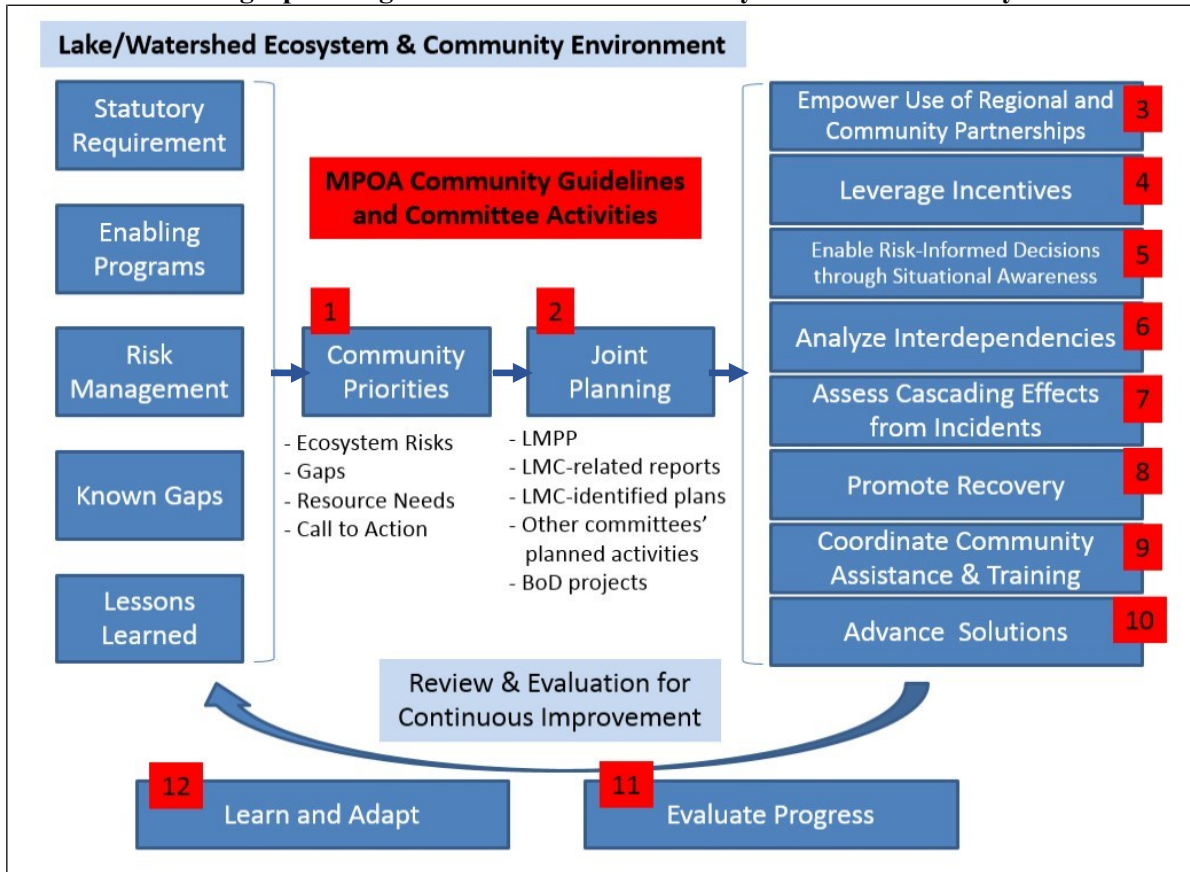 Lake/Watershed Ecosystem & Community Environment
Statutory
Requirement
Enabling
Programs
Risk
Management
Known Gaps
Lessons
Learned
MPOA Community Guidelines
and Committee Activities
1
Community
Priorities
- Ecosystem Risks
- Gaps
- Resource Needs
- Call to Action
2
Joint
Planning
- LMPP
- LMC-related reports
- LMC-identified plans
- Other committees’
planned activities
- BoD projects
Empower Use of Regional and
Community Partnerships
3
Leverage Incentives
4
Enable Risk-Informed Decisions
through Situational Awareness
5
Analyze Interdependencies
6
Assess Cascading Effects
from Incidents
7
Promote Recovery
8
Coordinate Community
Assistance & Training
9
Advance Solutions
10
Review & Evaluation for
Continuous Improvement
12
Learn and Adapt
11
Evaluate Progress